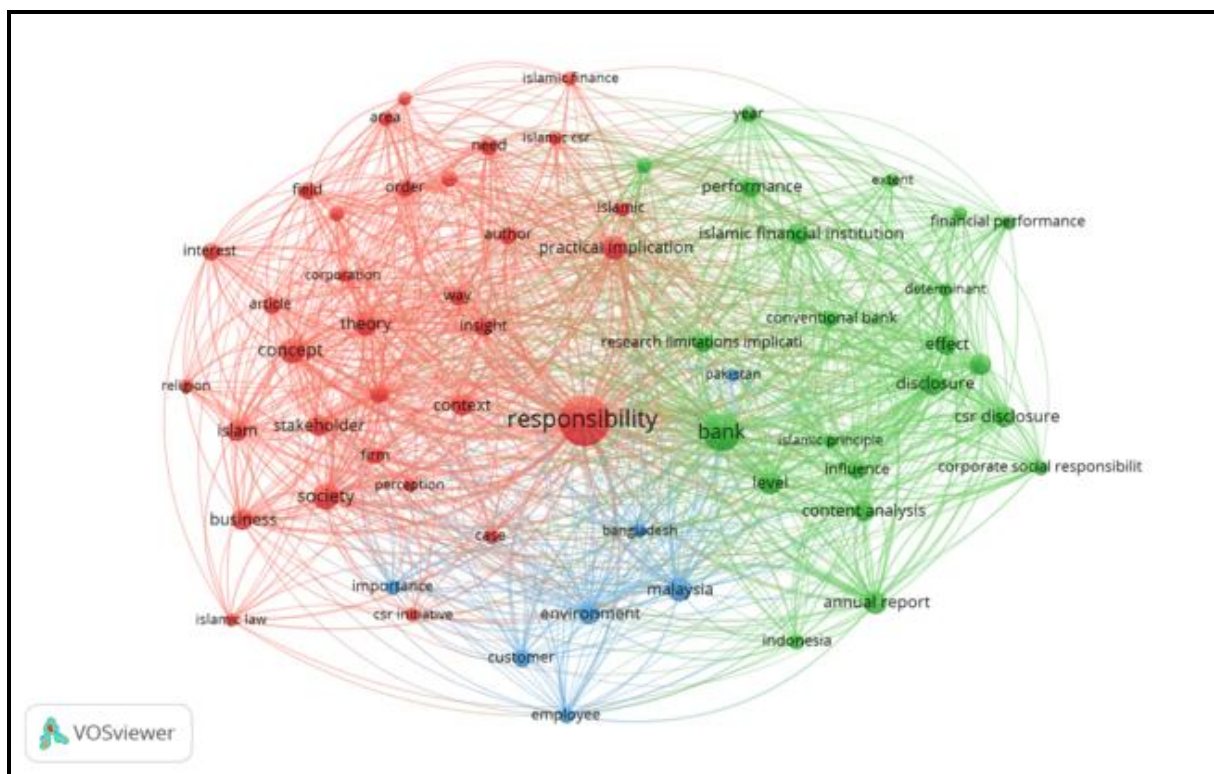 islamic finance
area
year
need
islamic csr
extent
field
order
performance
islamic
financial performance
author
islamic financial institution
interest
practical implication
corporation
determinant
article
way
conventional bank
theory
insight
research limitations implicati
effect
concept
pakistan
religion
disclosure
context
responsibility
csr disclosure
islam
stakeholder
bank
islamic principle
firm
influence
corporate social responsibilit
perception
level
society
content analysis
business
case
bangladesh
importance
malaysia
annual report
islamic law
csr initiative
environment
indonesia
customer
employee
VOSviewer